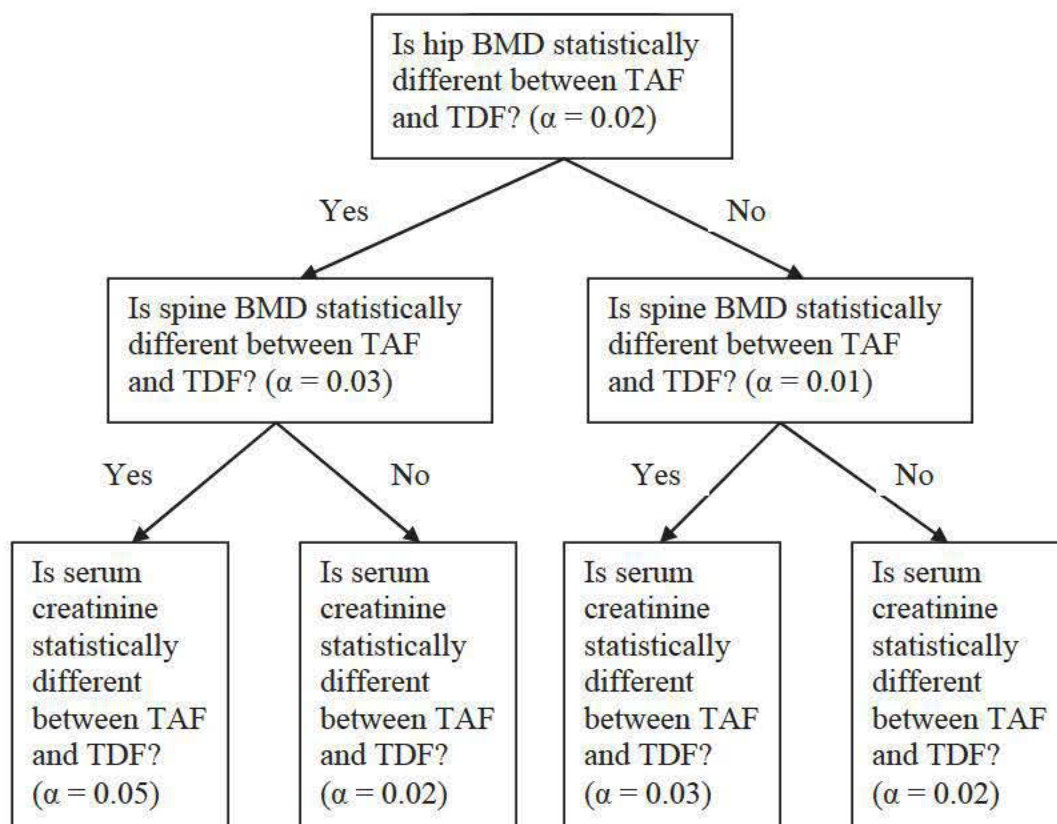 Is hip BMD statistically
different between TAF
and TDF? (α = 0.02)
Yes
No
Is spine BMD statistically
different between TAF
and TDF? (α = 0.03)
Is spine BMD statistically
different between TAF
and TDF? (α = 0.01)
Yes
No
Yes
No
Is serum
creatinine
statistically
different
between TAF
and TDF?
(α = 0.05)
Is serum
creatinine
statistically
different
between TAF
and TDF?
(α = 0.02)
Is serum
creatinine
statistically
different
between TAF
and TDF?
(α = 0.03)
Is serum
creatinine
statistically
different
between TAF
and TDF?
(α = 0.02)